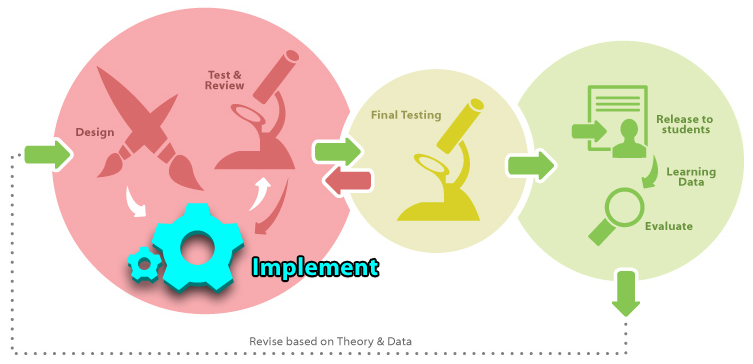 Test &
Review
Design
Implement
Final Testing
Release to
students
Learning
Data
Evaluate
Revise based on Theory & Data